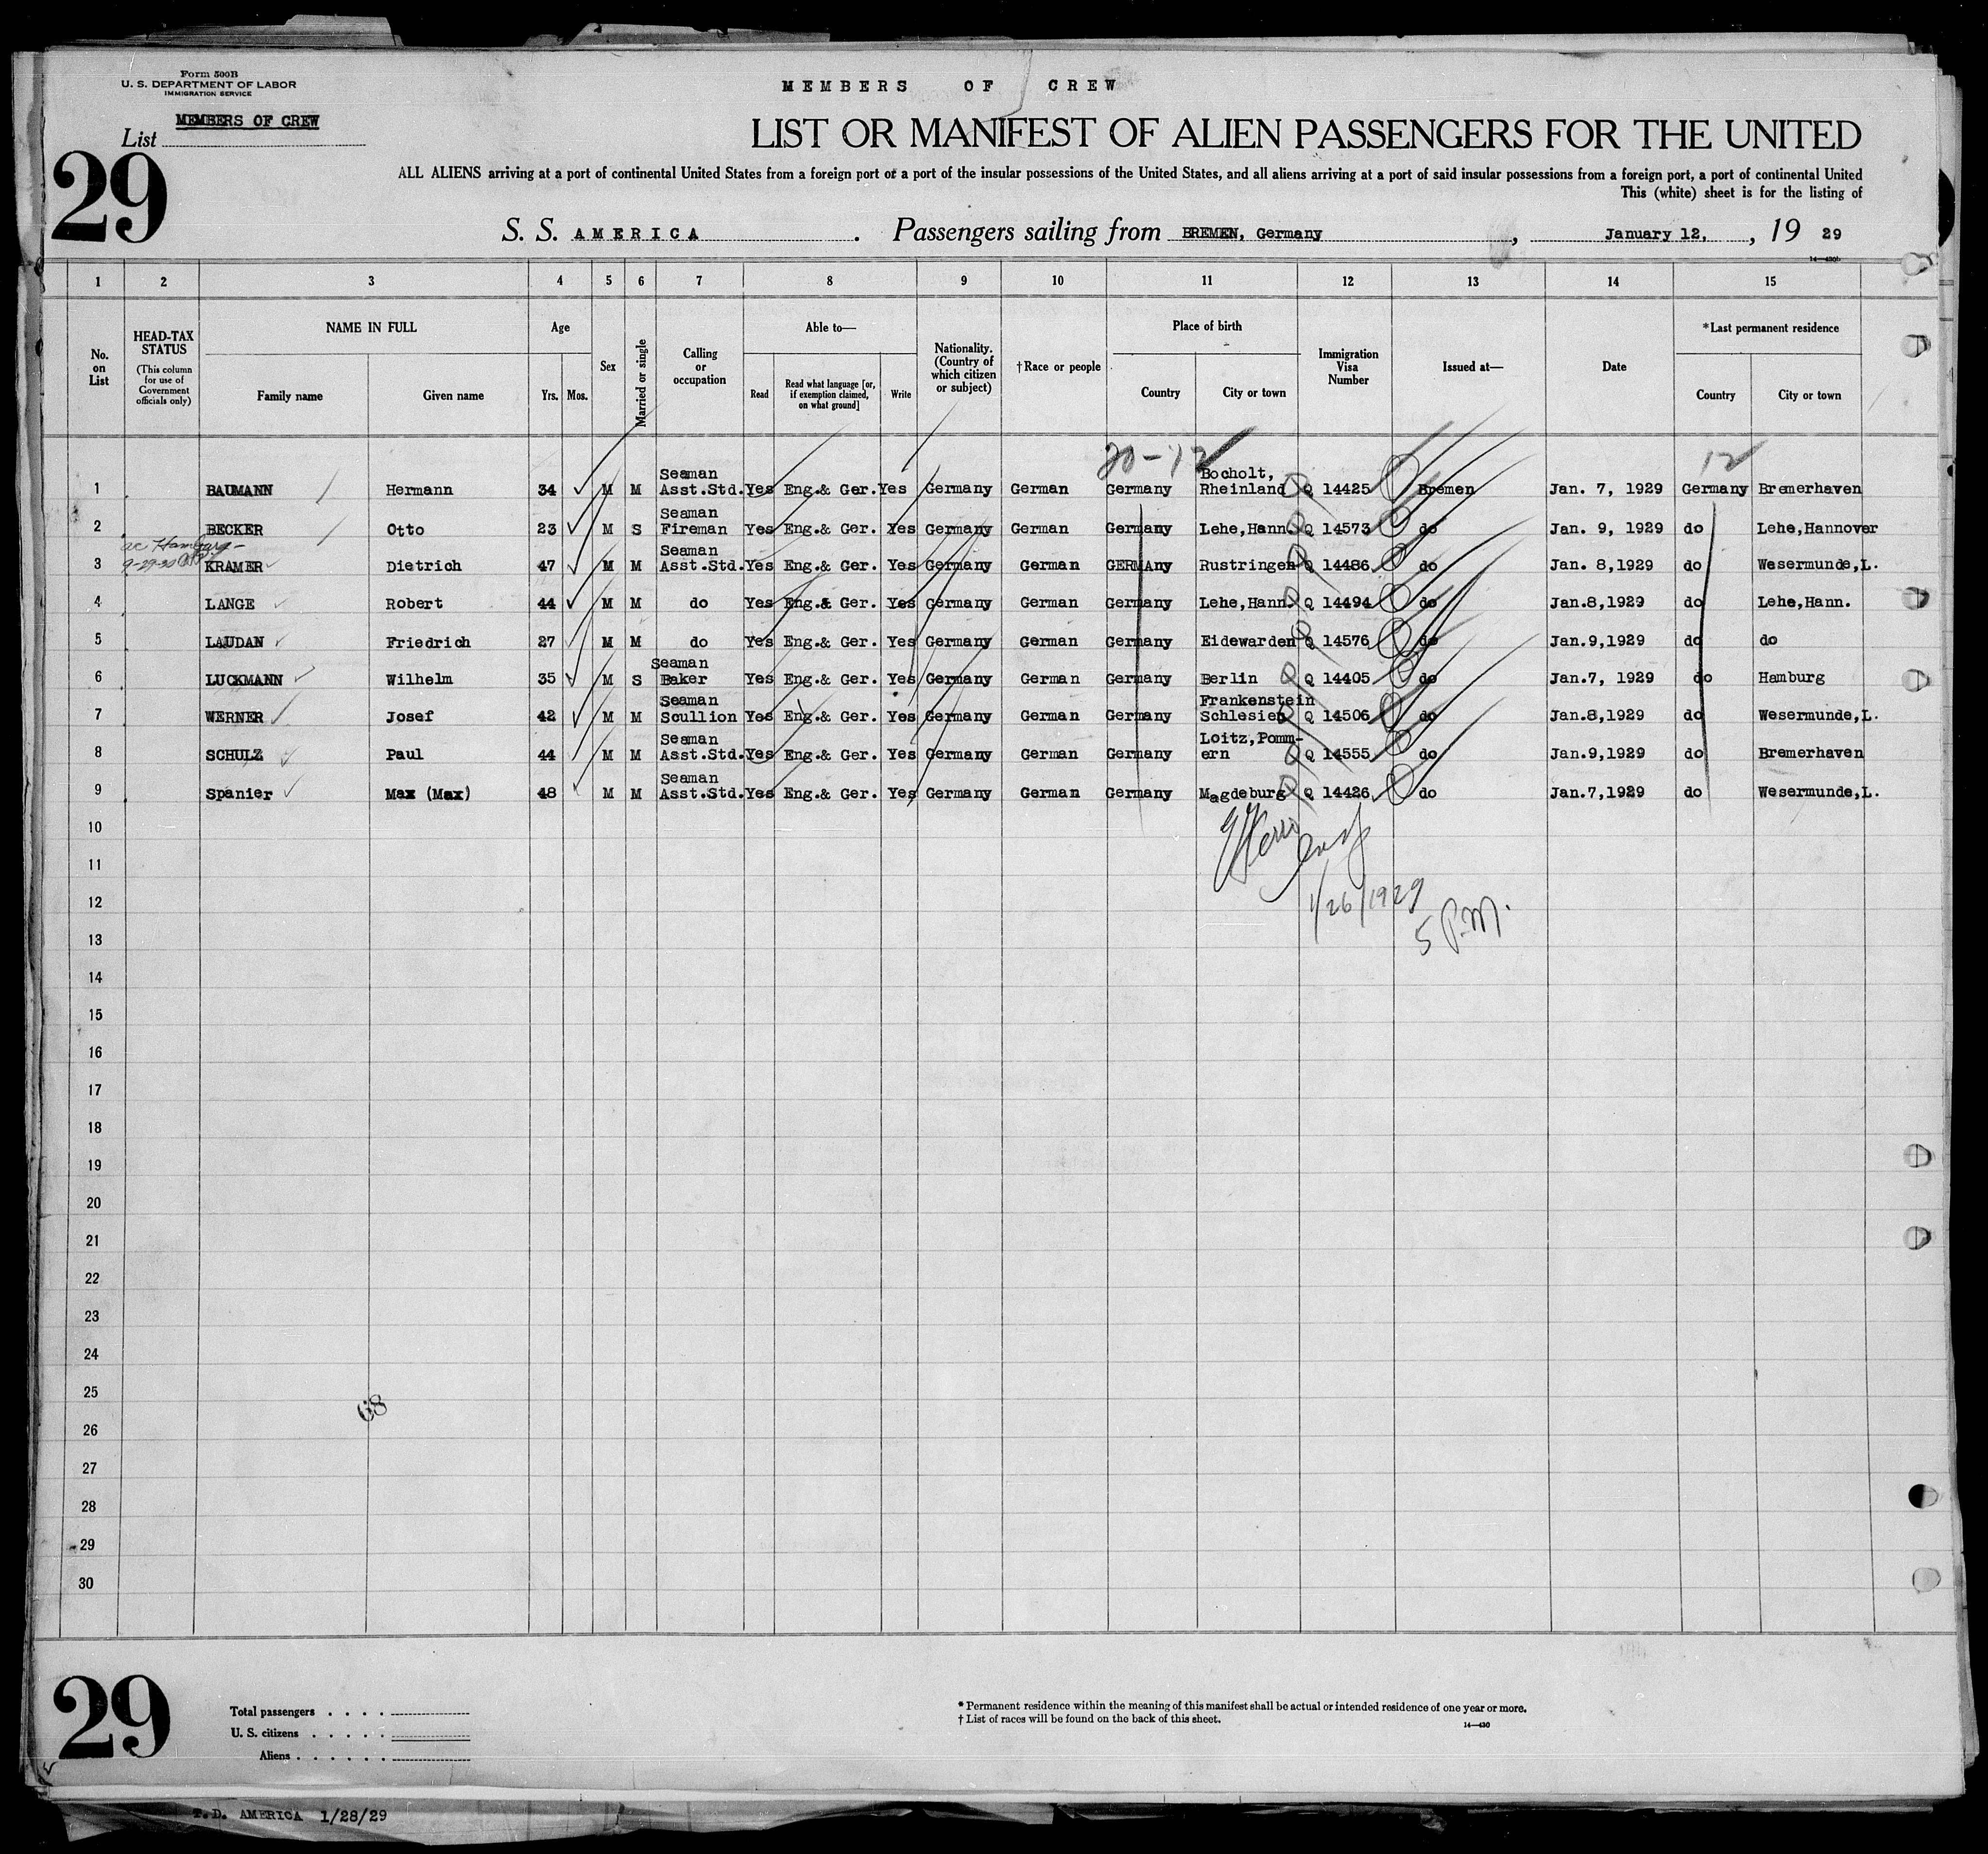 Form 500B
U. S. DEPARTMENT OF LABOR
IMMIGRATION SERVICE
MEMBERS OF CREW
List MEMBERS OF CREW
29
LIST OR MANIFEST OF ALIEN PASSENGERS FOR THE UNITED
ALL ALIENS arriving at a port of continental United States from a foreign port or a port of the insular possessions of the United States, and all aliens arriving at a port of said insular possessions from a foreign port, a port of continental United
This (white) sheet is for the listing of
S. S. AMERICA. Passengers sailing from BREMEN, Germany, January 12, , 19 29
14—430
1 2 3 4 5 6 7 8 9 10 11 12 13 14 15
No. on List
HEAD-TAX STATUS (This column for use of Government officials only)
NAME IN FULL Family name Given name
Age Yrs. Mos.
Sex
Married or single
Calling or occupation
Able to— Read Read what language [or, if exemption claimed, on what ground] Write
Nationality. (Country of which citizen or subject)
†Race or people
Place of birth Country City or town
Immigration Visa Number
Issued at—
Date
*Last permanent residence Country City or town
20-12 12
1 BAUMANN Hermann 34 M M Seaman Asst.Std. Yes Eng.& Ger. Yes Germany German Germany Bocholt, Rheinland Q 14425 Bremen Jan. 7, 1929 Germany Bremerhaven
2 BECKER Otto 23 M S Seaman Fireman Yes Eng.& Ger. Yes Germany German Germany Lehe,Hann. Q 14573 do Jan. 9, 1929 do Lehe,Hannover
Hamburg-
9-29-30
3 KRAMER Dietrich 47 M M Seaman Asst.Std. Yes Eng.& Ger. Yes Germany German GERMAny Rustringen Q 14486 do Jan. 8,1929 do Wesermunde,L.
4 LANGE Robert 44 M M do Yes Eng.& Ger. Yes Germany German Germany Lehe,Hann. Q 14494 do Jan.8,1929 do Lehe,Hann.
5 LAUDAN Friedrich 27 M M do Yes Eng.& Ger. Yes Germany German Germany Eidewarden Q 14576 do Jan.9,1929 do do
6 LUCKMANN Wilhelm 35 M S Seaman Baker Yes Eng.& Ger. Yes Germany German Germany Berlin Q 14405 do Jan.7, 1929 do Hamburg
7 WERNER Josef 42 M M Seaman Scullion Yes Eng.& Ger. Yes Germany German Germany Frankenstein Schlesien Q 14506 do Jan.8,1929 do Wesermunde,L.
8 SCHULZ Paul 44 M M Seaman Asst.Std. Yes Eng.& Ger. Yes Germany German Germany Loitz,Pomm-ern Q 14555 do Jan.9,1929 do Bremerhaven
9 Spanier Max (Max) 48 M M Seaman Asst.Std. Yes Eng.& Ger. Yes Germany German Germany Magdeburg Q 14426 do Jan.7,1929 do Wesermunde,L.
10
11
12
1/26/1929
13
5 P.M.
14
15
16
17
18
19
20
21
22
23
24
25
68
26
27
28
29
30
29
Total passengers
U. S. citizens
Aliens
* Permanent residence within the meaning of this manifest shall be actual or intended residence of one year or more.
† List of races will be found on the back of this sheet.
14—430
T.D. AMERICA 1/28/29